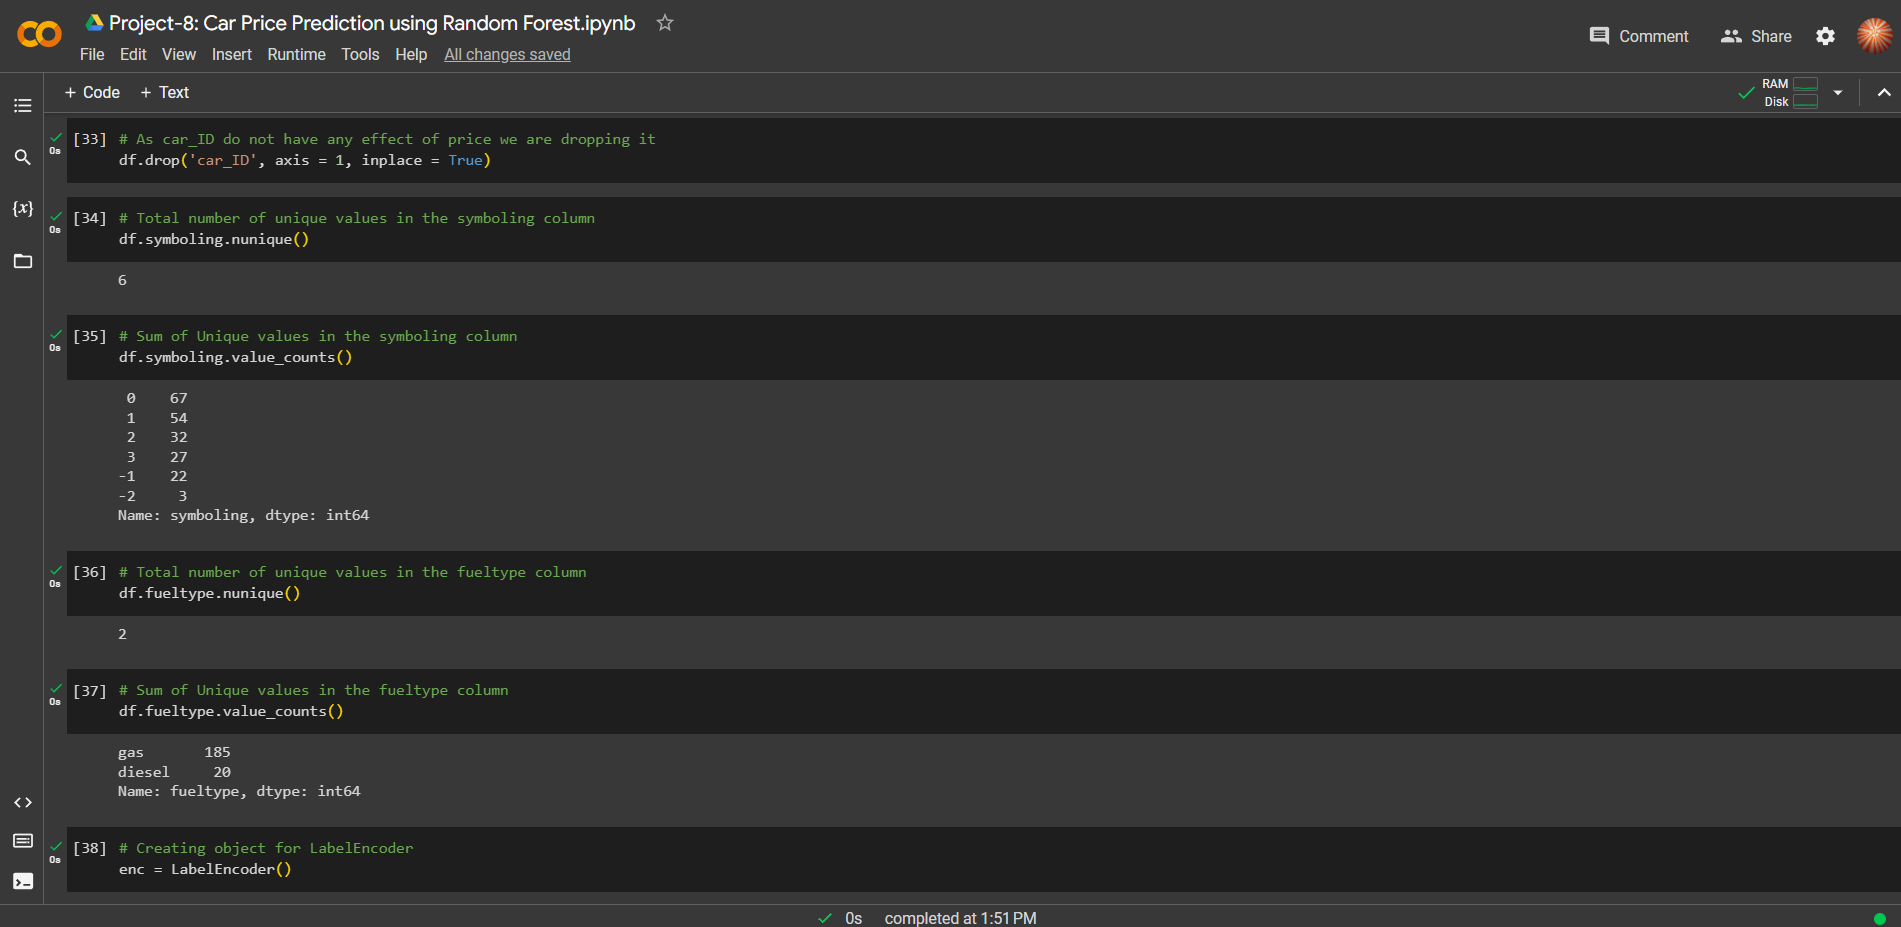 Project-8: Car Price Prediction using Random Forest.ipynb
Comment Share
File Edit View Insert Runtime Tools Help All changes saved
+ Code + Text
RAM
Disk
{x}
[33] # As car_ID do not have any effect of price we are dropping it
0s
df.drop('car_ID', axis = 1, inplace = True)
[34] # Total number of unique values in the symboling column
0s
df.symboling.nunique()
6
[35] # Sum of Unique values in the symboling column
0s
df.symboling.value_counts()
0 67
1 54
2 32
3 27
-1 22
-2 3
Name: symboling, dtype: int64
[36] # Total number of unique values in the fueltype column
0s
df.fueltype.nunique()
2
[37] # Sum of Unique values in the fueltype column
0s
df.fueltype.value_counts()
gas 185
diesel 20
Name: fueltype, dtype: int64
[38] # Creating object for LabelEncoder
0s
enc = LabelEncoder()
0s completed at 1:51 PM